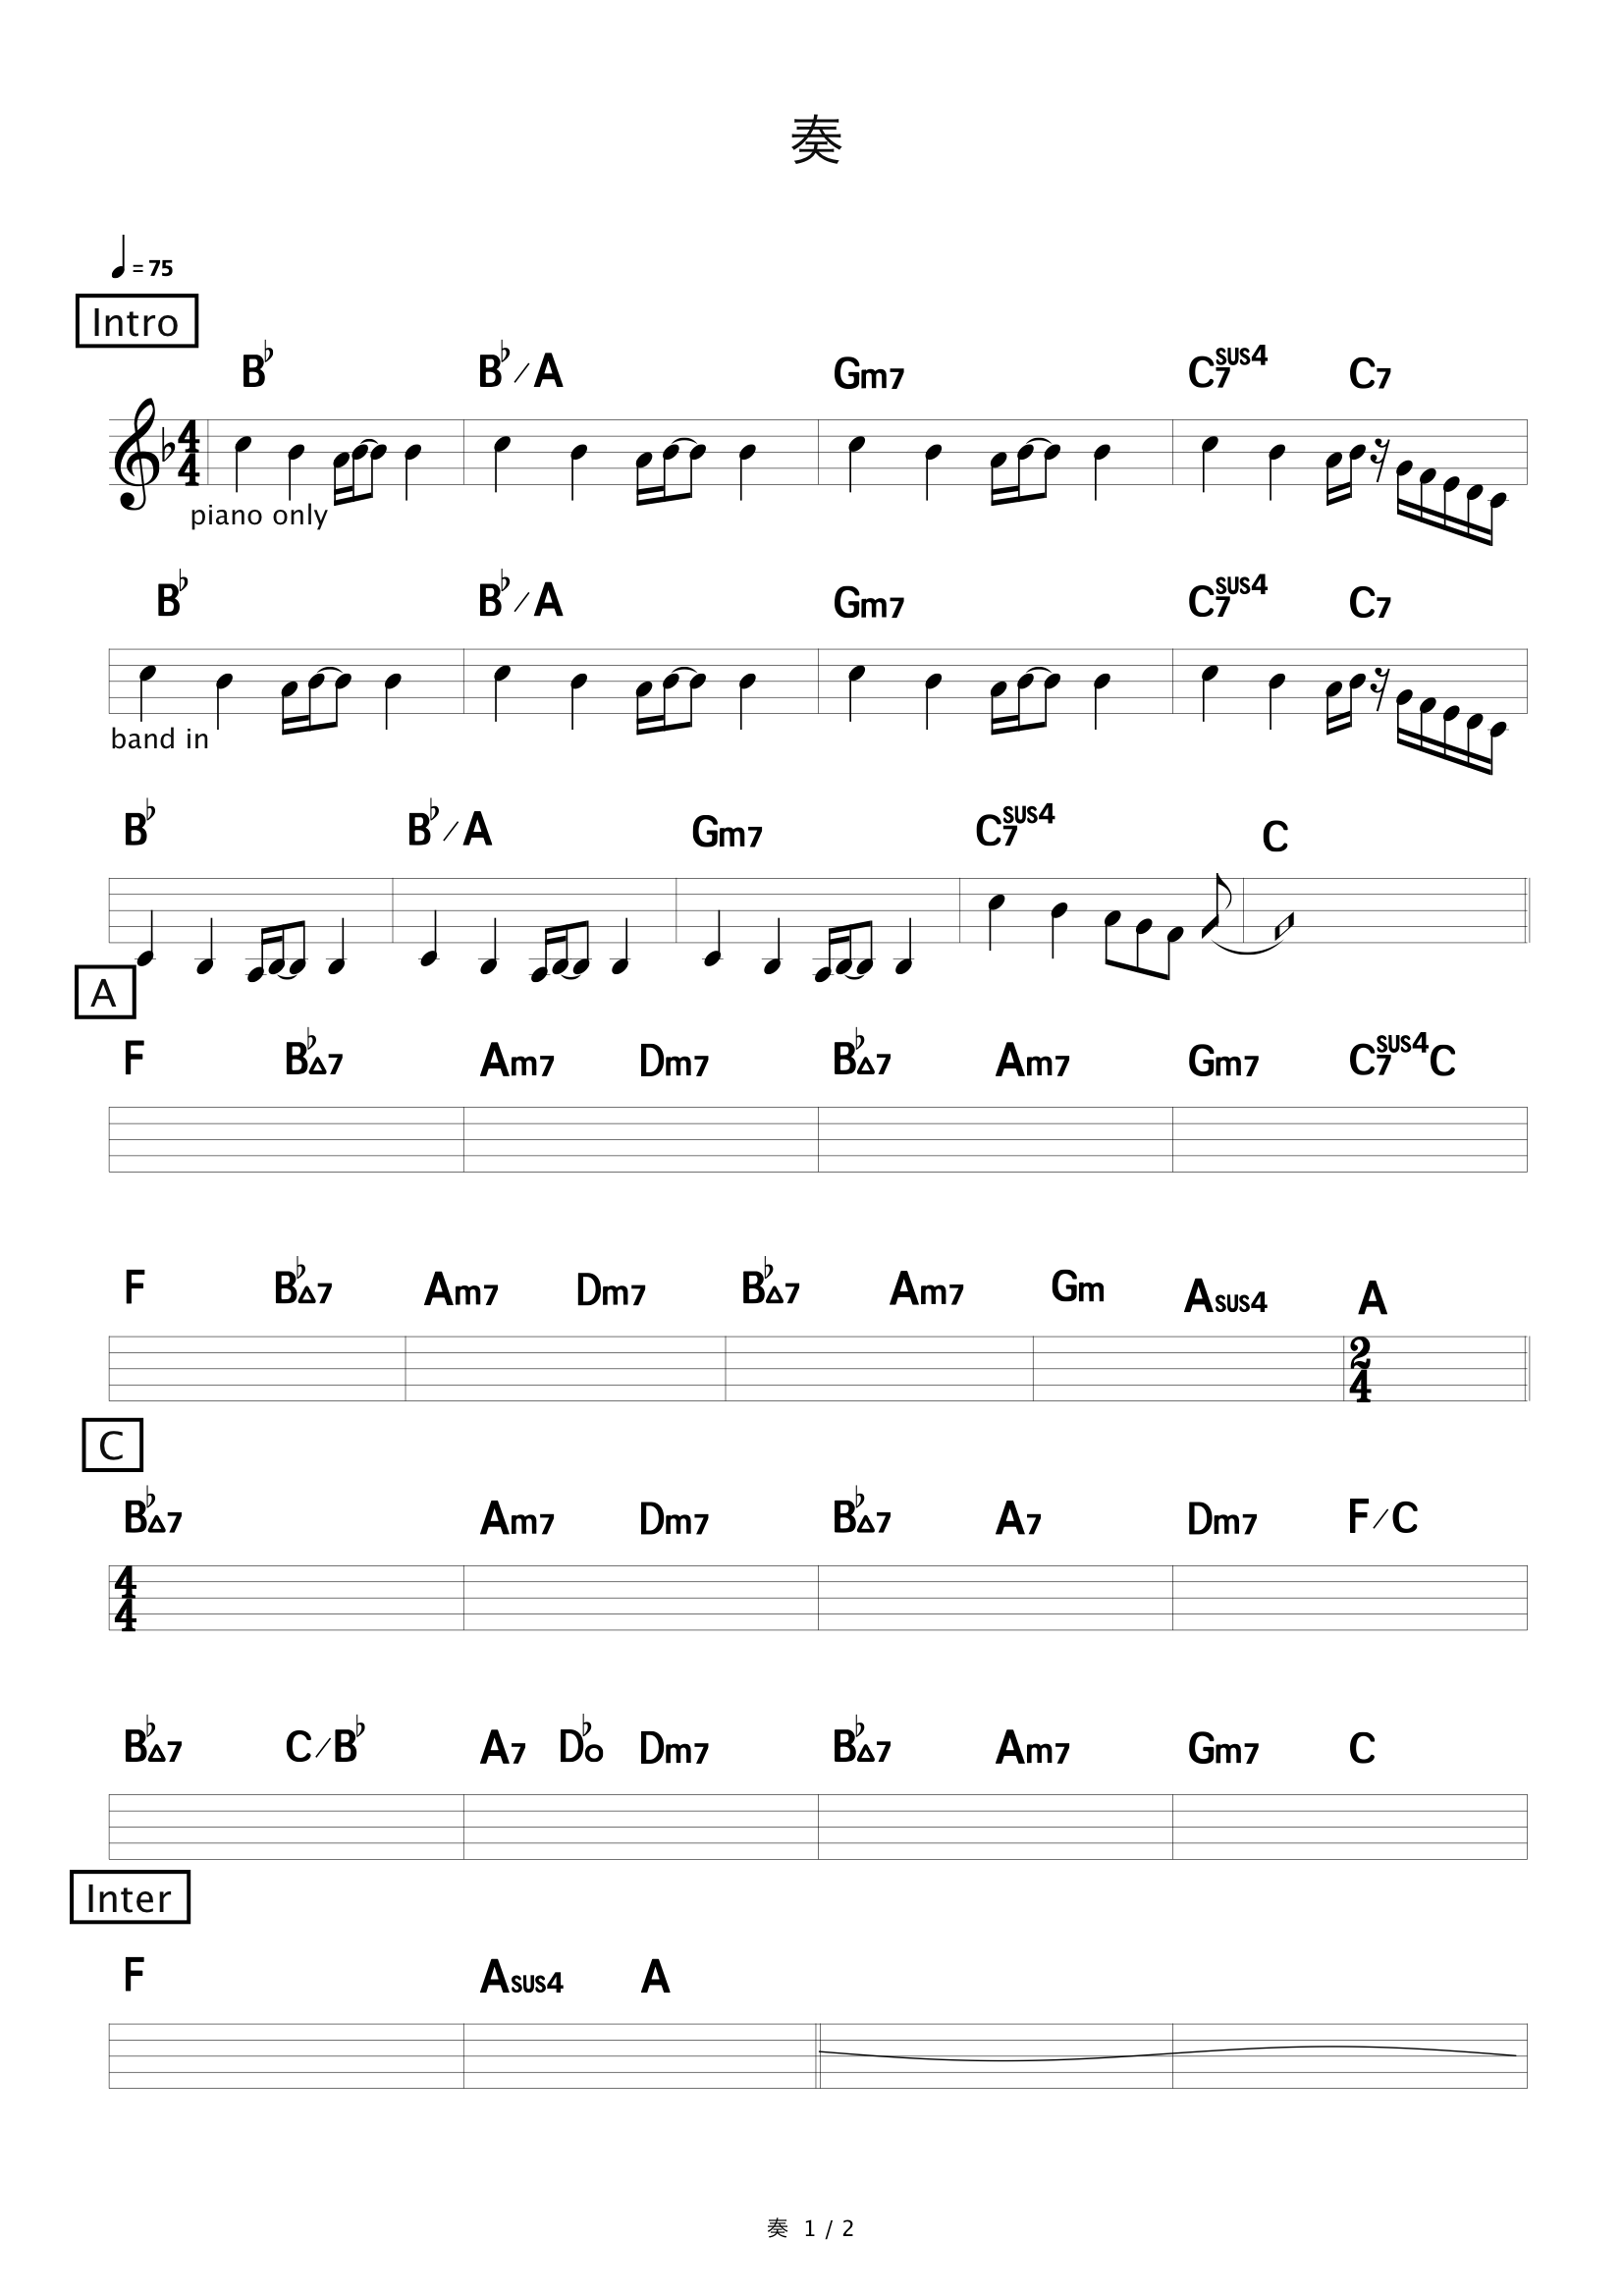 奏
= 75
Intro
B♭ B♭/A Gm7 C7sus4 C7
4
4
piano only
B♭ B♭/A Gm7 C7sus4 C7
band in
B♭ B♭/A Gm7 C7sus4 C
A
F B♭△7 Am7 Dm7 B♭△7 Am7 Gm7 C7sus4 C
F B♭△7 Am7 Dm7 B♭△7 Am7 Gm Asus4 A
2
4
C
B♭△7 Am7 Dm7 B♭△7 A7 Dm7 F/C
4
4
B♭△7 C/B♭ A7 D♭o Dm7 B♭△7 Am7 Gm7 C
Inter
F Asus4 A
奏 1 / 2